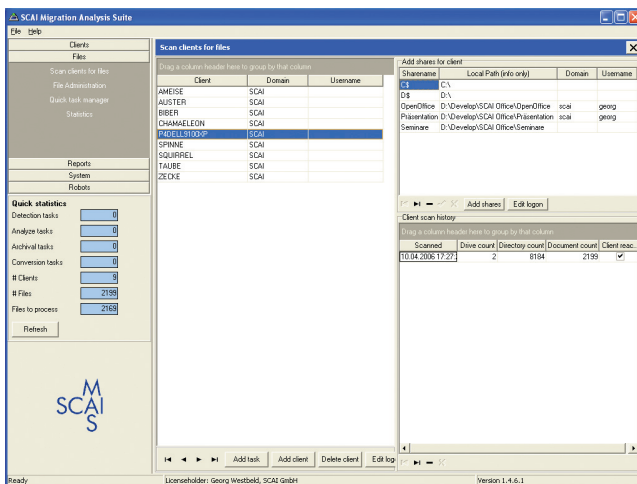 SCAI Migration Analysis Suite
File Help
Clients
Files
Scan clients for files
File Administration
Quick task manager
Statistics
Reports
System
Robots
Quick statistics
Detection tasks 0
Analyze tasks 0
Archival tasks 0
Conversion tasks 0
# Clients 9
# Files 2199
Files to process 2169
Refresh
M
SCAI
I
S
Scan clients for files
Drag a column header here to group by that column
Client Domain Username
AMEISE SCAI
AUSTER SCAI
BIBER SCAI
CHAMAELEON SCAI
P4DELL9100XP SCAI
SPINNE SCAI
SQUIRREL SCAI
TAUBE SCAI
ZECKE SCAI
Add task Add client Delete client Edit log
Add shares for client
Sharename Local Path (info only) Domain Username
C$ C:\
D$ D:\
OpenOffice D:\Develop\SCAI Office\OpenOffice scai georg
Präsentation D:\Develop\SCAI Office\Präsentation scai georg
Seminare D:\Develop\SCAI Office\Seminare
Add shares Edit logon
Client scan history
Drag a column header here to group by that column
Scanned Drive count Directory count Document count Client reac..
10.04.2006 17:27: 2 8184 2199
Ready Licenseholder: Georg Westbeld, SCAI GmbH Version 1.4.6.1